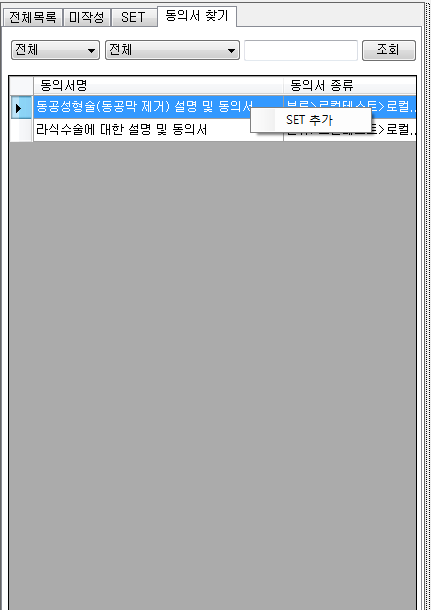 전체목록 미작성 SET 동의서 찾기
전체 전체 조회
동의서명 동의서 종류
동공성형술(동공막 제거) 설명 및 동의서
SET 추가
라식수술에 대한 설명 및 동의서